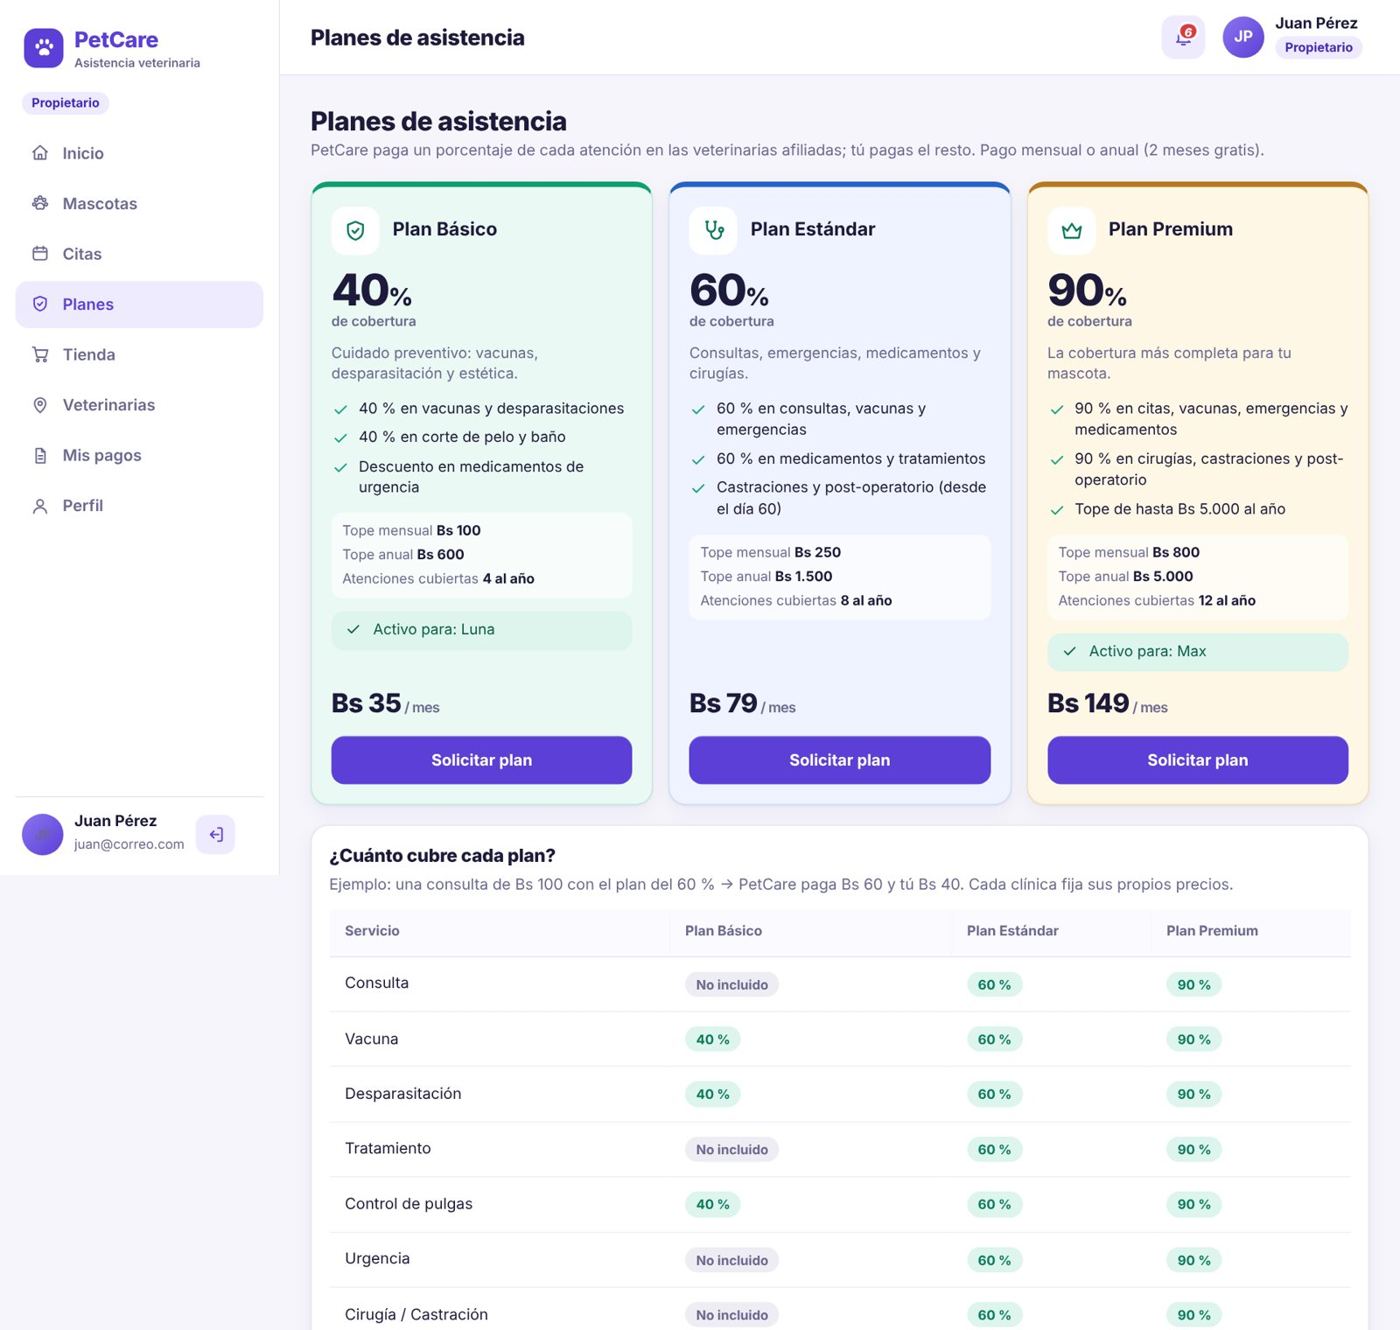 PetCare
Asistencia veterinaria
Propietario
Inicio
Mascotas
Citas
Planes
Tienda
Veterinarias
Mis pagos
Perfil
Juan Pérez
juan@correo.com
Planes de asistencia
6
JP
Juan Pérez
Propietario
Planes de asistencia
PetCare paga un porcentaje de cada atención en las veterinarias afiliadas; tú pagas el resto. Pago mensual o anual (2 meses gratis).
Plan Básico
40%
de cobertura
Cuidado preventivo: vacunas,
desparasitación y estética.
40 % en vacunas y desparasitaciones
40 % en corte de pelo y baño
Descuento en medicamentos de
urgencia
Tope mensual Bs 100
Tope anual Bs 600
Atenciones cubiertas 4 al año
Activo para: Luna
Bs 35 / mes
Solicitar plan
Plan Estándar
60%
de cobertura
Consultas, emergencias, medicamentos y
cirugías.
60 % en consultas, vacunas y
emergencias
60 % en medicamentos y tratamientos
Castraciones y post-operatorio (desde
el día 60)
Tope mensual Bs 250
Tope anual Bs 1.500
Atenciones cubiertas 8 al año
Bs 79 / mes
Solicitar plan
Plan Premium
90%
de cobertura
La cobertura más completa para tu
mascota.
90 % en citas, vacunas, emergencias y
medicamentos
90 % en cirugías, castraciones y post-
operatorio
Tope de hasta Bs 5.000 al año
Tope mensual Bs 800
Tope anual Bs 5.000
Atenciones cubiertas 12 al año
Activo para: Max
Bs 149 / mes
Solicitar plan
¿Cuánto cubre cada plan?
Ejemplo: una consulta de Bs 100 con el plan del 60 % → PetCare paga Bs 60 y tú Bs 40. Cada clínica fija sus propios precios.
Servicio Plan Básico Plan Estándar Plan Premium
Consulta No incluido 60 % 90 %
Vacuna 40 % 60 % 90 %
Desparasitación 40 % 60 % 90 %
Tratamiento No incluido 60 % 90 %
Control de pulgas 40 % 60 % 90 %
Urgencia No incluido 60 % 90 %
Cirugía / Castración No incluido 60 % 90 %